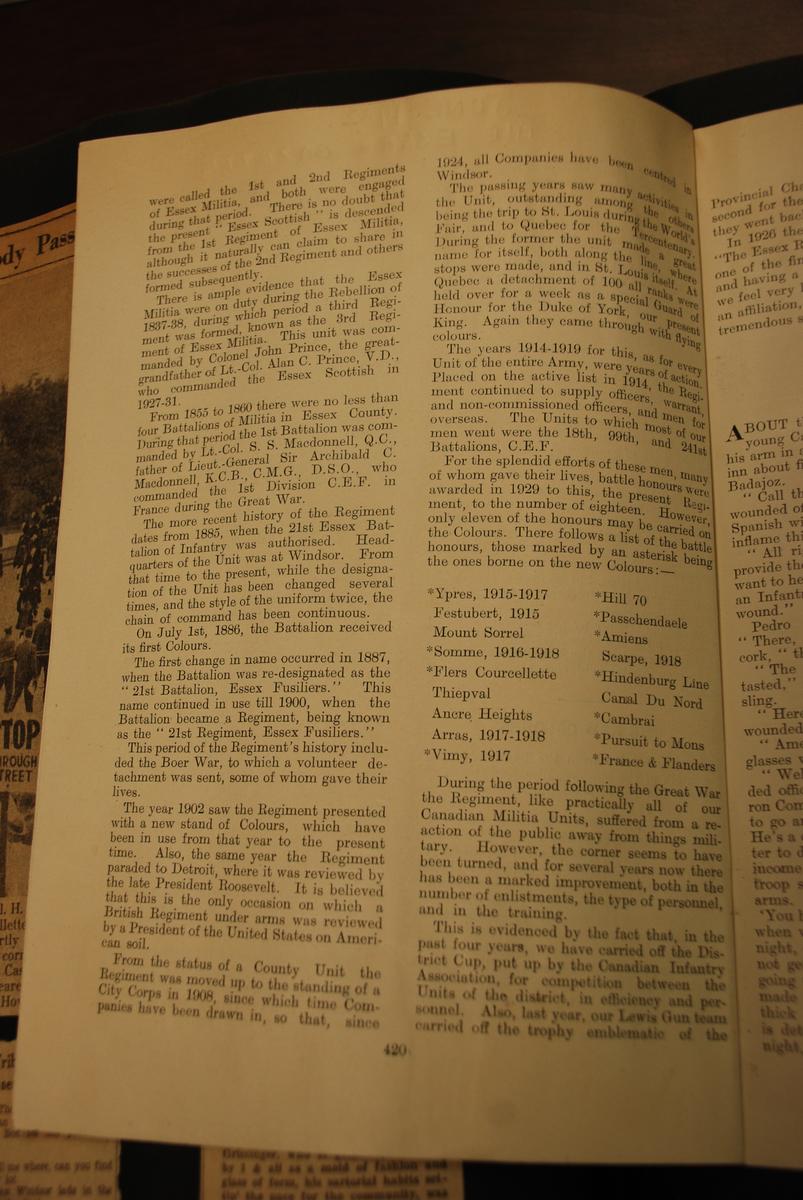 were called the 1st and 2nd Regiments
of Essex Militia, and both were engaged
during that period. There is no doubt that
the present "Essex Scottish" is descended
from the 1st Regiment of Essex Militia,
although it naturally can claim to share in
the successes of the 2nd Regiment and others
formed subsequently.
There is ample evidence that the Essex
Militia were on duty during the Rebellion of
1837-38, during which period a third Regi-
ment was formed, known as the 3rd Regi-
ment of Essex Militia. This unit was com-
manded by Colonel John Prince, the great-
grandfather of Lt.-Col. Alan C. Prince, V.D.,
who commanded the Essex Scottish in
1927-31.
From 1855 to 1860 there were no less than
four Battalions of Militia in Essex County.
During that period the 1st Battalion was com-
manded by Lt.-Col. S. S. Macdonnell, Q.C.,
father of Lieut.-General Sir Archibald C.
Macdonnell, K.C.B., C.M.G., D.S.O., who
commanded the 1st Division C.E.F. in
France during the Great War.
The more recent history of the Regiment
dates from 1885, when the 21st Essex Bat-
talion of Infantry was authorised. Head-
quarters of the Unit was at Windsor. From
that time to the present, while the designa-
tion of the Unit has been changed several
times, and the style of the uniform twice, the
chain of command has been continuous.
On July 1st, 1886, the Battalion received
its first Colours.
The first change in name occurred in 1887,
when the Battalion was re-designated as the
"21st Battalion, Essex Fusiliers." This
name continued in use till 1900, when the
Battalion became a Regiment, being known
as the "21st Regiment, Essex Fusiliers."
This period of the Regiment's history inclu-
ded the Boer War, to which a volunteer de-
tachment was sent, some of whom gave their
lives.
The year 1902 saw the Regiment presented
with a new stand of Colours, which have
been in use from that year to the present
time. Also, the same year the Regiment
paraded to Detroit, where it was reviewed by
the late President Roosevelt. It is believed
that this is the only occasion on which a
British Regiment under arms was reviewed
by a President of the United States on Ameri-
can soil.
From the status of a County Unit the
Regiment was moved up to the standing of a
City Corps in 1908, since which time Com-
panies have been drawn in, so that, since
1924, all Companies have been centred in
Windsor.
The passing years saw many activities in
the Unit, outstanding among the others
being the trip to St. Louis during the World's
Fair, and to Quebec for the Tercentenary.
During the former the unit made a great
name for itself, both along the line, where
stops were made, and in St. Louis itself. At
Quebec a detachment of 100 all ranks were
held over for a week as a special Guard of
Honour for the Duke of York, our present
King. Again they came through with flying
colours.
The years 1914-1919 for this, as for every
Unit of the entire Army, were years of action.
Placed on the active list in 1914, the Regi-
ment continued to supply officers, warrant,
and non-commissioned officers, and men for
overseas. The Units to which most of our
men went were the 18th, 99th, and 241st
Battalions, C.E.F.
For the splendid efforts of these men, many
of whom gave their lives, battle honours were
awarded in 1929 to this, the present Regi-
ment, to the number of eighteen. However,
only eleven of the honours may be carried on
the Colours. There follows a list of the battle
honours, those marked by an asterisk being
the ones borne on the new Colours:—
*Ypres, 1915-1917
Festubert, 1915
Mount Sorrel
*Somme, 1916-1918
*Flers Courcellette
Thiepval
Ancre Heights
Arras, 1917-1918
*Vimy, 1917
*Hill 70
*Passchendaele
*Amiens
Scarpe, 1918
*Hindenburg Line
Canal Du Nord
*Cambrai
*Pursuit to Mons
*France & Flanders
During the period following the Great War
the Regiment, like practically all of our
Canadian Militia Units, suffered from a re-
action of the public away from things mili-
tary. However, the corner seems to have
been turned, and for several years now there
has been a marked improvement, both in the
number of enlistments, the type of personnel,
and in the training.
This is evidenced by the fact that, in the
past four years, we have carried off the Dis-
trict Cup, put up by the Canadian Infantry
Association, for competition between the
Units of the district, in efficiency and per-
sonnel. Also, last year, our Lewis Gun team
carried off the trophy emblematic of the
420
Provincial
second for the
they went
In 1926 the
"The Essex
one of the
and having a
we feel very
an affiliation,
tremendous
ABOUT
young
his arm in
inn about
Badajoz.
"Call
wounded of
Spanish
inflame
"All
provide the
want to be
an
wound."
Pedro
"There,
cork, "
"The
tasted,"
sling.
"
wounded
"
glasses
"
ded
ron
to go
He's a
ter to
income
troop
arms.
'You
when
night,
not
going
made
thick
is
night,
TOP